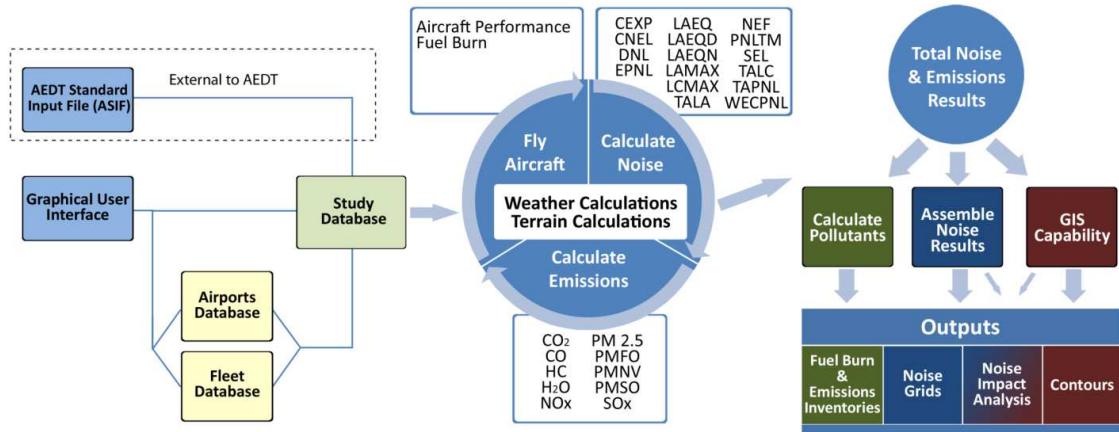 External to AEDT
AEDT Standard
Input File (ASIF)
Graphical User
Interface
Study
Database
Airports
Database
Fleet
Database
Aircraft Performance
Fuel Burn
CEXP LAEQ NEF
CNEL LAEQD PNLTM
DNL LAEQN SEL
EPNL LAMAX TALC
LCMAX TAPNL
TALA WECPNL
Fly
Aircraft
Calculate
Noise
Weather Calculations
Terrain Calculations
Calculate
Emissions
CO2 PM 2.5
CO PMFO
HC PMNV
H2O PMSO
NOx SOx
Total Noise
& Emissions
Results
Calculate
Pollutants
Assemble
Noise
Results
GIS
Capability
Outputs
Fuel Burn
&
Emissions
Inventories
Noise
Grids
Noise
Impact
Analysis
Contours